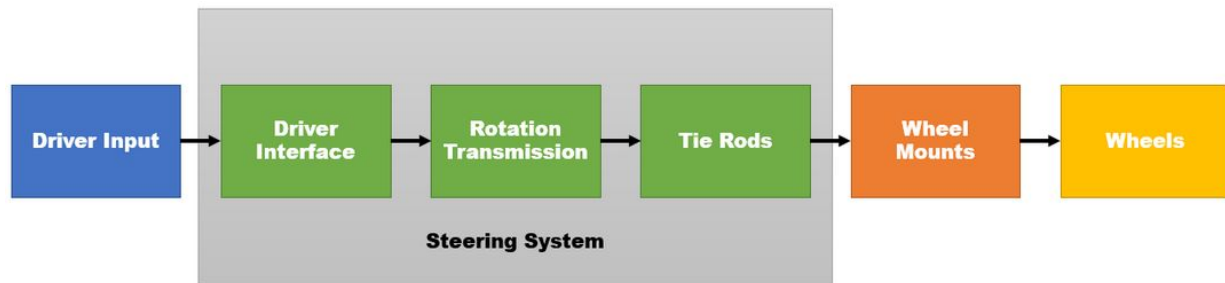 Driver Input
Driver
Interface
Rotation
Transmission
Tie Rods
Wheel
Mounts
Wheels
Steering System